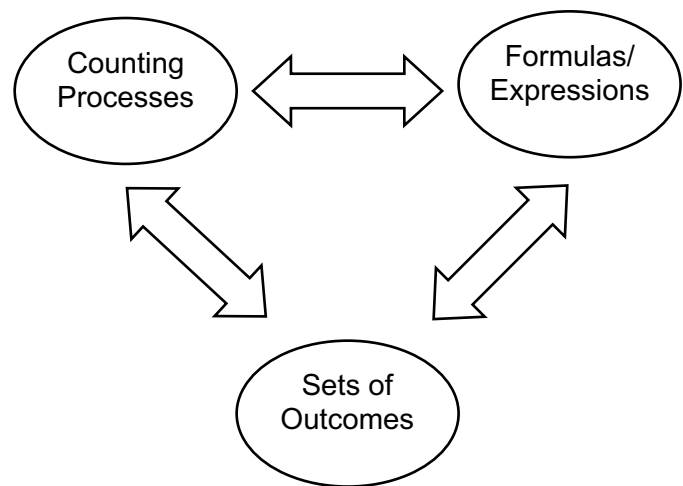 Counting
Processes
Formulas/
Expressions
Sets of
Outcomes